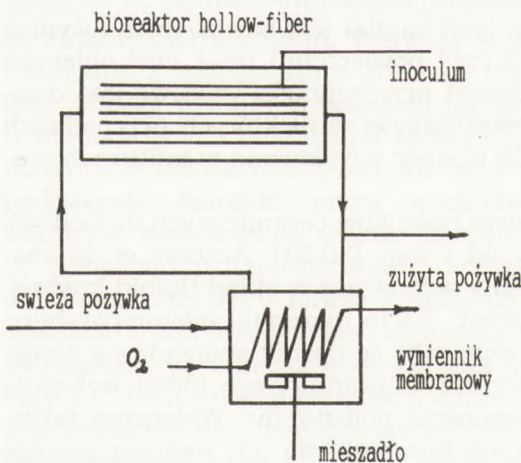 bioreaktor hollow-fiber
inoculum
zużyta pożywka
świeża pożywka
O₂
wymiennik
membranowy
mieszadło